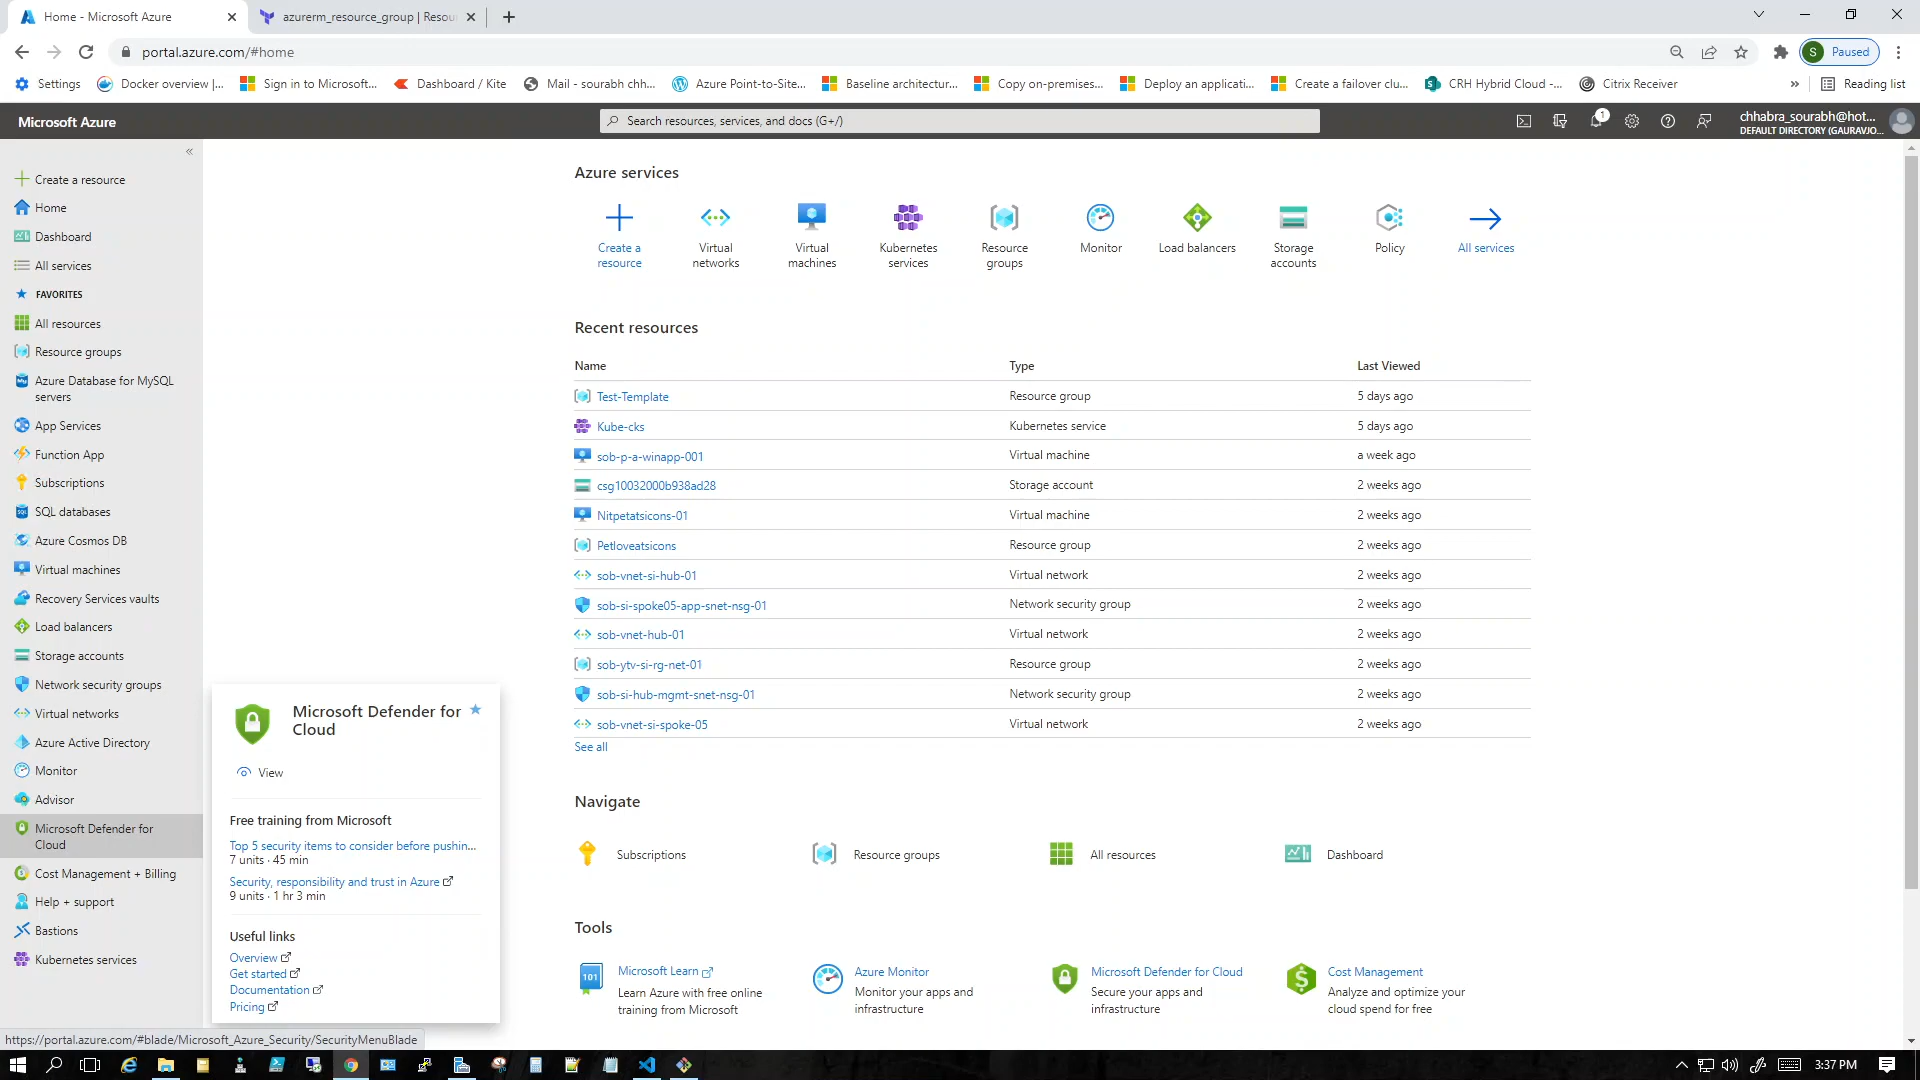 Home - Microsoft Azure
azurerm_resource_group | Resou
portal.azure.com/#home
S Paused
Settings
Docker overview |...
Sign in to Microsoft...
Dashboard / Kite
Mail - sourabh chh...
Azure Point-to-Site...
Baseline architectur...
Copy on-premises...
Deploy an applicati...
Create a failover clu...
CRH Hybrid Cloud -...
Citrix Receiver
»
Reading list
Microsoft Azure
Search resources, services, and docs (G+/)
1
chhabra_sourabh@hot...
DEFAULT DIRECTORY (GAURAVJO...
«
Create a resource
Home
Dashboard
All services
FAVORITES
All resources
Resource groups
Azure Database for MySQL
servers
App Services
Function App
Subscriptions
SQL databases
Azure Cosmos DB
Virtual machines
Recovery Services vaults
Load balancers
Storage accounts
Network security groups
Virtual networks
Azure Active Directory
Monitor
Advisor
Microsoft Defender for
Cloud
Cost Management + Billing
Help + support
Bastions
Kubernetes services
Microsoft Defender for
Cloud
View
Free training from Microsoft
Top 5 security items to consider before pushin...
7 units · 45 min
Security, responsibility and trust in Azure
9 units · 1 hr 3 min
Useful links
Overview
Get started
Documentation
Pricing
Azure services
Create a
resource
Virtual
networks
Virtual
machines
Kubernetes
services
Resource
groups
Monitor
Load balancers
Storage
accounts
Policy
All services
Recent resources
Name Type Last Viewed
Test-Template Resource group 5 days ago
Kube-cks Kubernetes service 5 days ago
sob-p-a-winapp-001 Virtual machine a week ago
csg10032000b938ad28 Storage account 2 weeks ago
Nitpetatsicons-01 Virtual machine 2 weeks ago
Petloveatsicons Resource group 2 weeks ago
sob-vnet-si-hub-01 Virtual network 2 weeks ago
sob-si-spoke05-app-snet-nsg-01 Network security group 2 weeks ago
sob-vnet-hub-01 Virtual network 2 weeks ago
sob-ytv-si-rg-net-01 Resource group 2 weeks ago
sob-si-hub-mgmt-snet-nsg-01 Network security group 2 weeks ago
sob-vnet-si-spoke-05 Virtual network 2 weeks ago
See all
Navigate
Subscriptions
Resource groups
All resources
Dashboard
Tools
101
Microsoft Learn
Learn Azure with free online
training from Microsoft
Azure Monitor
Monitor your apps and
infrastructure
Microsoft Defender for Cloud
Secure your apps and
infrastructure
Cost Management
Analyze and optimize your
cloud spend for free
https://portal.azure.com/#blade/Microsoft_Azure_Security/SecurityMenuBlade
3:37 PM